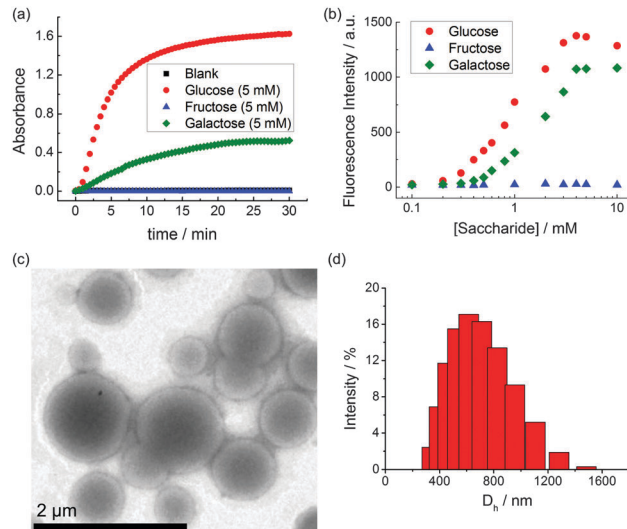 (a)
Absorbance
1.6
1.2
0.8
0.4
0.0
Blank
Glucose (5 mM)
Fructose (5 mM)
Galactose (5 mM)
0 5 10 15 20 25 30
time / min
(b)
Fluorescence Intensity / a.u.
1500
1000
500
0
Glucose
Fructose
Galactose
0.1 1 10
[Saccharide] / mM
(c)
2 µm
(d)
Intensity / %
20
16
12
8
4
0
400 800 1200 1600
Dh / nm